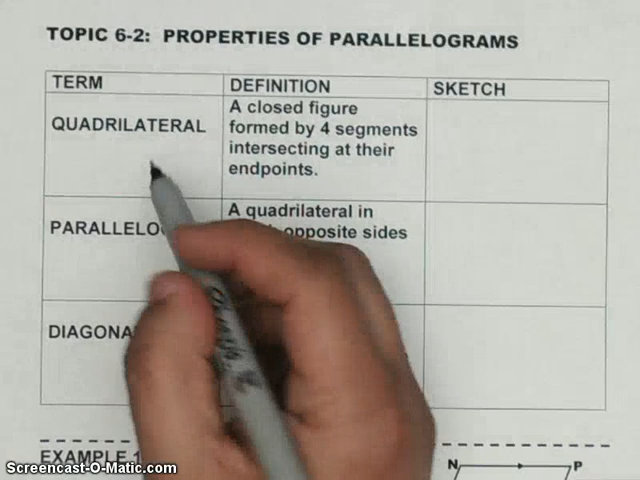 TOPIC 6-2: PROPERTIES OF PARALLELOGRAMS
TERM DEFINITION SKETCH
QUADRILATERAL
A closed figure
formed by 4 segments
intersecting at their
endpoints.
A quadrilateral in
opposite sides
EXAMPLE
N P
Screencast-O-Matic.com